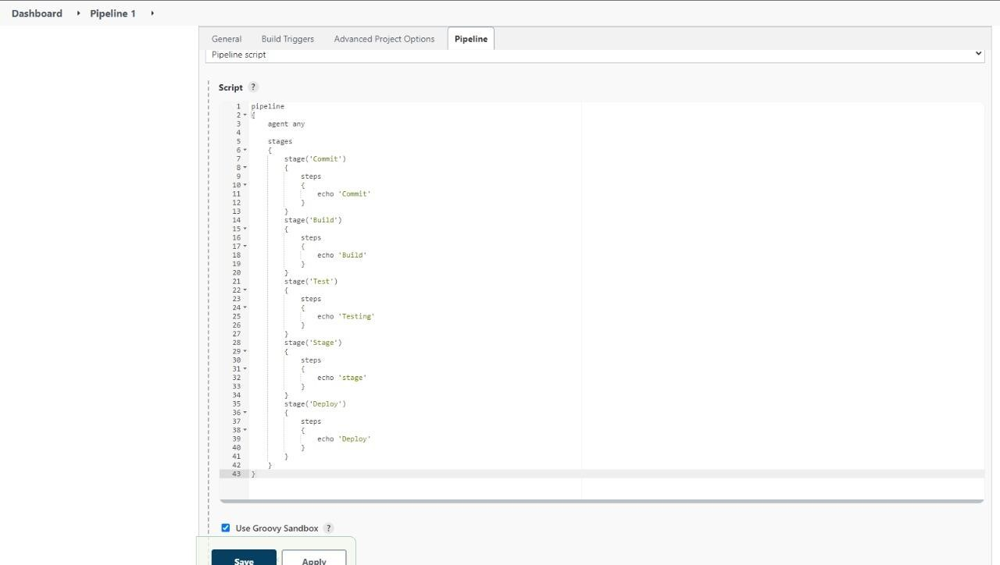 Dashboard Pipeline 1
General Build Triggers Advanced Project Options Pipeline
Pipeline script
Script ?
1 pipeline
2 {
3 agent any
4
5 stages
6 {
7 stage('Commit')
8 {
9 steps
10 {
11 echo 'Commit'
12 }
13 }
14 stage('Build')
15 {
16 steps
17 {
18 echo 'Build'
19 }
20 }
21 stage('Test')
22 {
23 steps
24 {
25 echo 'Testing'
26 }
27 }
28 stage('Stage')
29 {
30 steps
31 {
32 echo 'stage'
33 }
34 }
35 stage('Deploy')
36 {
37 steps
38 {
39 echo 'Deploy'
40 }
41 }
42 }
43 }
Use Groovy Sandbox ?
Save Apply